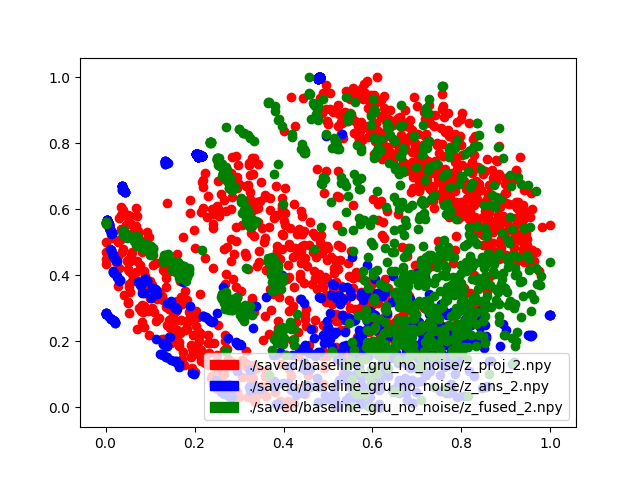 1.0
0.8
0.6
0.4
0.2
0.0
./saved/baseline_gru_no_noise/z_proj_2.npy
./saved/baseline_gru_no_noise/z_ans_2.npy
./saved/baseline_gru_no_noise/z_fused_2.npy
0.0 0.2 0.4 0.6 0.8 1.0